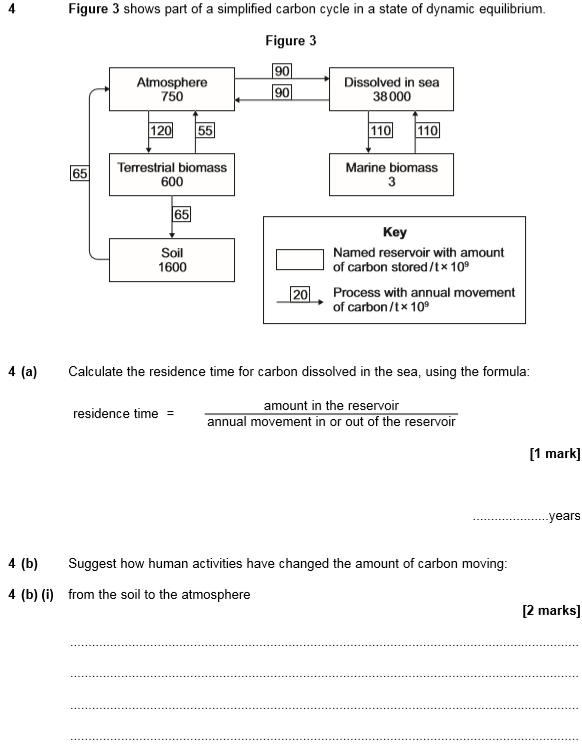 4 Figure 3 shows part of a simplified carbon cycle in a state of dynamic equilibrium.
Figure 3
90
Atmosphere
750
Dissolved in sea
38000
90
120 55 110 110
65
Terrestrial biomass
600
Marine biomass
3
65
Soil
1600
Key
Named reservoir with amount
of carbon stored/t× 10⁹
20 Process with annual movement
of carbon/t× 10⁹
4 (a) Calculate the residence time for carbon dissolved in the sea, using the formula:
amount in the reservoir
residence time =
annual movement in or out of the reservoir
[1 mark]
.....................years
4 (b) Suggest how human activities have changed the amount of carbon moving:
4 (b) (i) from the soil to the atmosphere
[2 marks]